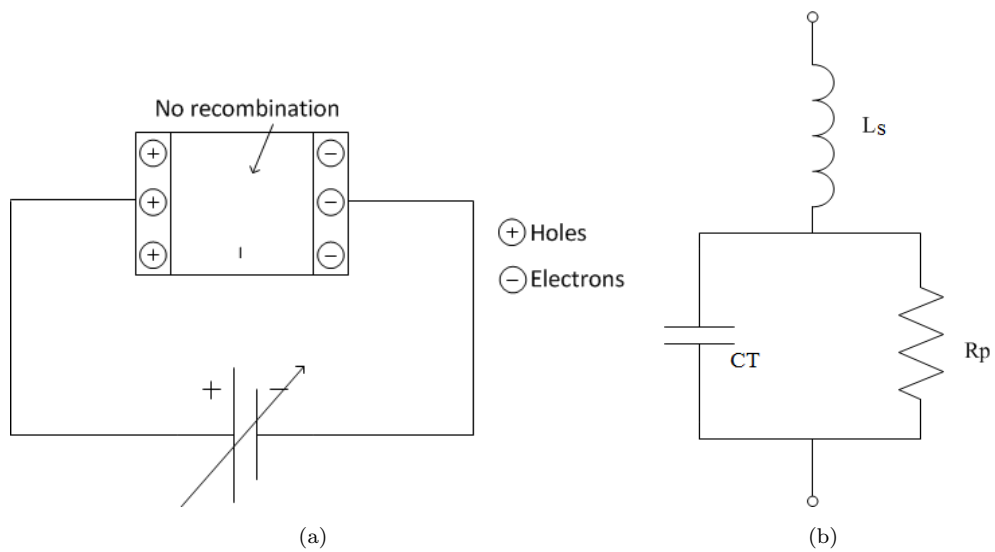 No recombination
+ −
+ −
+ I −
+ Holes
− Electrons
+ −
(a)
Ls
CT
Rp
(b)